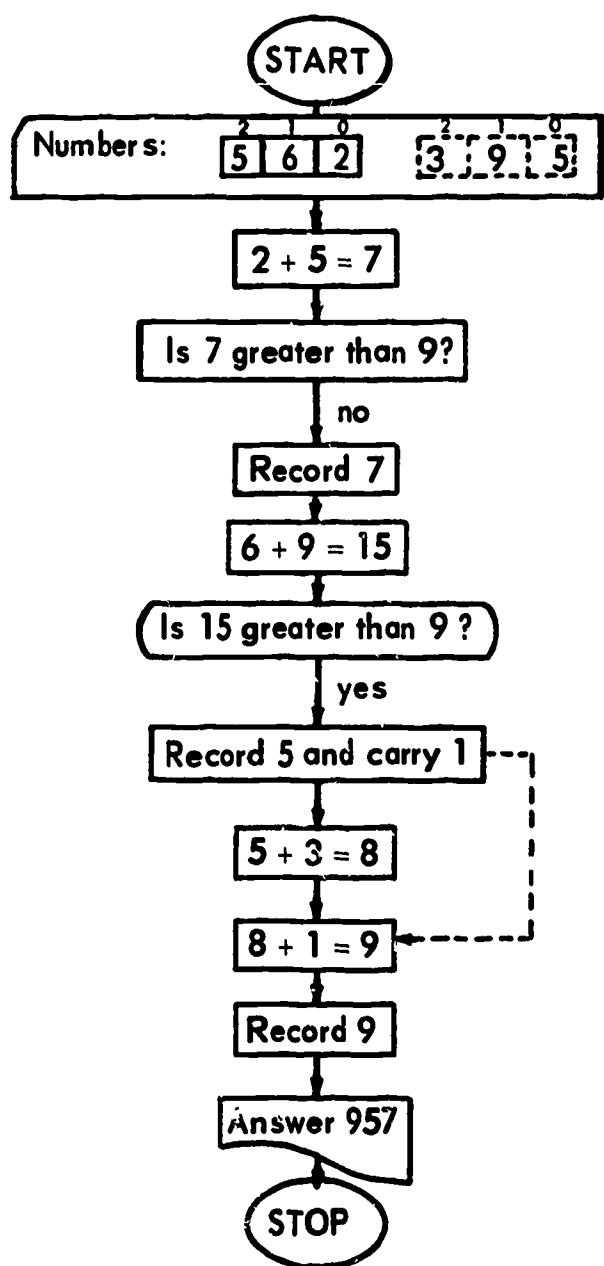 START
2 1 0 2 1 0
Numbers: 5 6 2 3 9 5
2 + 5 = 7
Is 7 greater than 9?
no
Record 7
6 + 9 = 15
Is 15 greater than 9 ?
yes
Record 5 and carry 1
5 + 3 = 8
8 + 1 = 9
Record 9
Answer 957
STOP